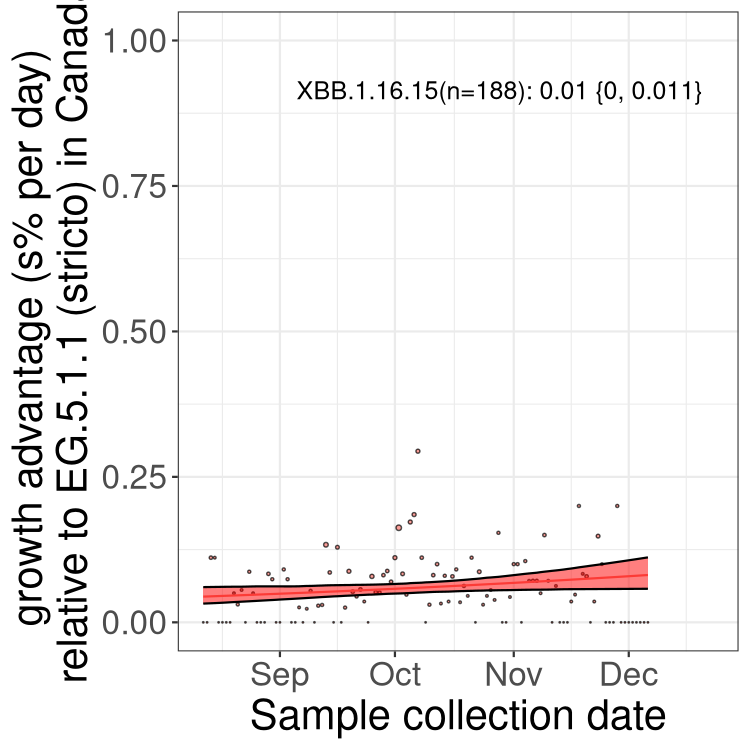 growth advantage (s% per day)
relative to EG.5.1.1 (stricto) in Canada
1.00
0.75
0.50
0.25
0.00
XBB.1.16.15(n=188): 0.01 {0, 0.011}
Sep Oct Nov Dec
Sample collection date